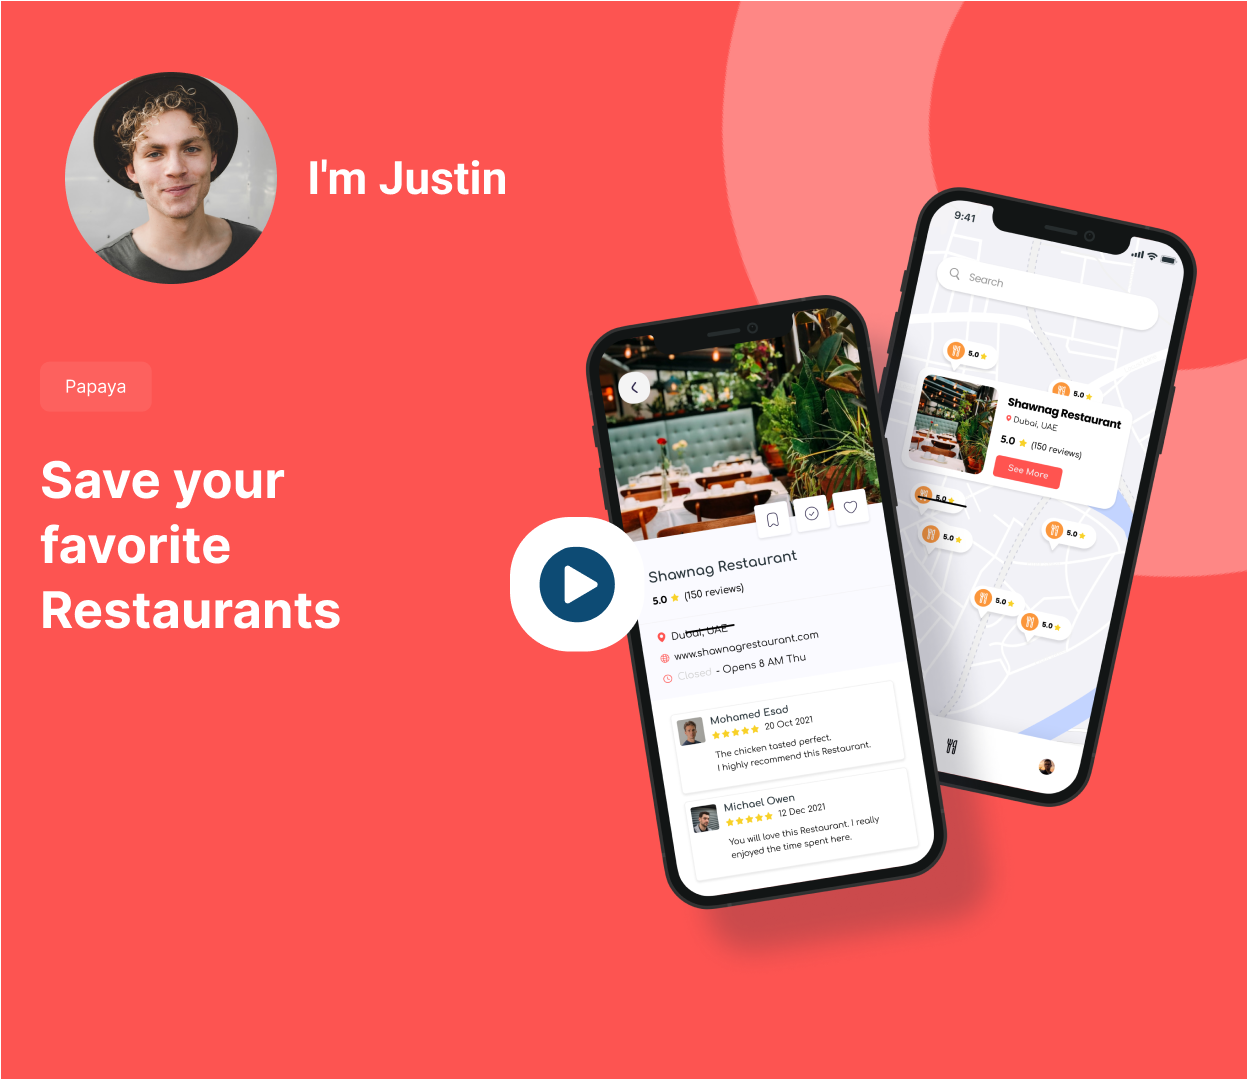 I'm Justin
Papaya
Save your
favorite
Restaurants
Shawnag Restaurant
5.0 (150 reviews)
Dubai, UAE
www.shawnagrestaurant.com
Closed - Opens 8 AM Thu
Mohamed Esad
20 Oct 2021
The chicken tasted perfect.
I highly recommend this Restaurant.
Michael Owen
12 Dec 2021
You will love this Restaurant. I really
enjoyed the time spent here.
9:41
Search
5.0
5.0
Shawnag Restaurant
Dubai, UAE
5.0 (150 reviews)
See More
5.0
5.0
5.0
5.0
5.0